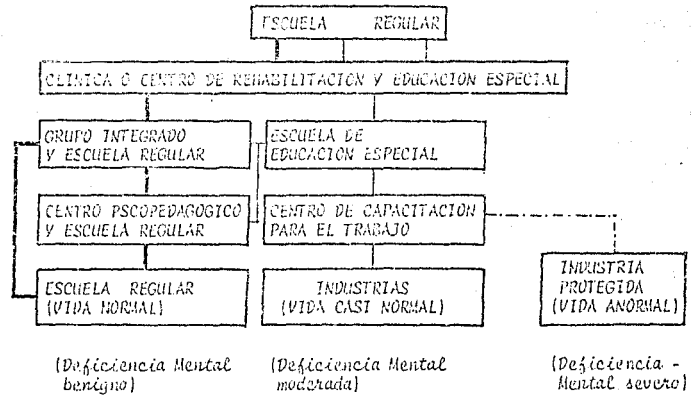 ESCUELA REGULAR
CLINICA O CENTRO DE REHABILITACION Y EDUCACION ESPECIAL
GRUPO INTEGRADO
Y ESCUELA REGULAR
ESCUELA DE
EDUCACION ESPECIAL
CENTRO PSCOPEDAGOGICO
Y ESCUELA REGULAR
CENTRO DE CAPACITACION
PARA EL TRABAJO
ESCUELA REGULAR
(VIDA NORMAL)
INDUSTRIAS
(VIDA CASI NORMAL)
INDUSTRIA
PROTEGIDA
(VIDA ANORMAL)
(Deficiencia Mental
benigno)
(Deficiencia Mental
moderada)
(Deficiencia -
Mental severo)